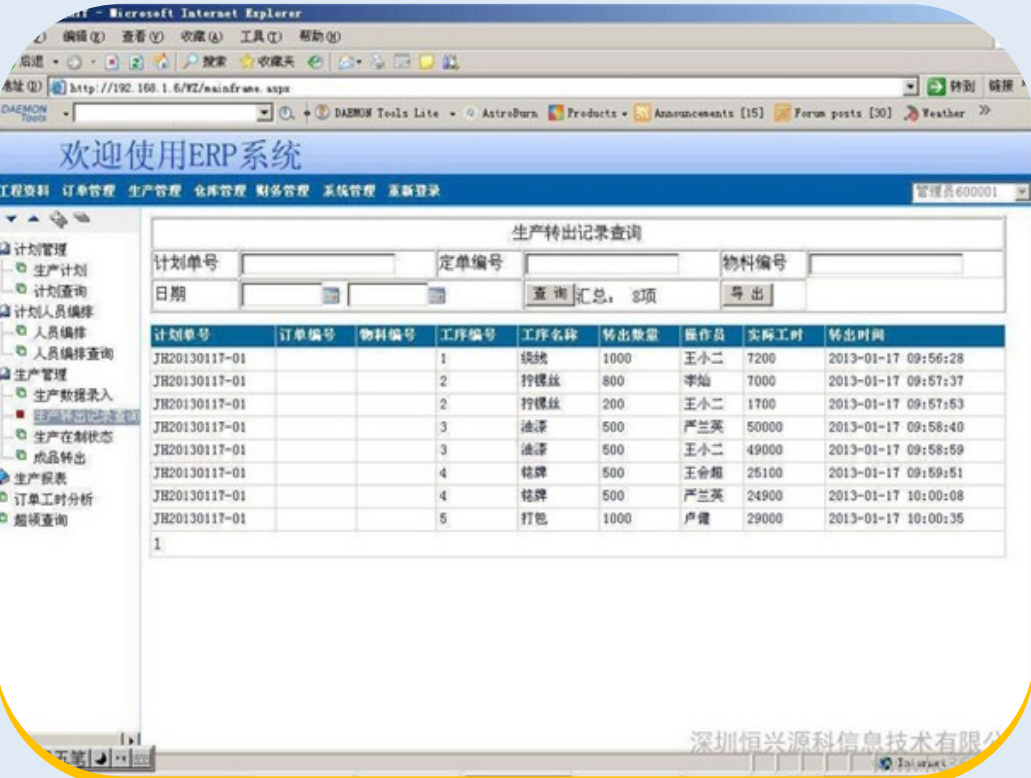 - Microsoft Internet Explorer
编辑(E) 查看(V) 收藏(A) 工具(T) 帮助(H)
后退 搜索 收藏夹
地址(D) http://192.168.1.6/WZ/mainframe.aspx 转到 链接
DAEMON Tools DAEMON Tools Lite AstroBurn Products Announcements [15] Forum posts [30] Weather
欢迎使用ERP系统
工程资料 订单管理 生产管理 仓库管理 财务管理 系统管理 重新登录 管理员600001
计划管理
生产计划
计划查询
计划人员编排
人员编排
人员编排查询
生产管理
生产数据录入
生产转出记录查询
生产在制状态
成品转出
生产报表
订单工时分析
超领查询
生产转出记录查询
计划单号 定单编号 物料编号
日期 查询 汇总: 8项 导出
计划单号 订单编号 物料编号 工序编号 工序名称 转出数量 操作员 实际工时 转出时间
JH20130117-01 1 绕线 1000 王小二 7200 2013-01-17 09:56:28
JH20130117-01 2 拧螺丝 800 李灿 7000 2013-01-17 09:57:37
JH20130117-01 2 拧螺丝 200 王小二 1700 2013-01-17 09:57:53
JH20130117-01 3 油漆 500 严兰英 50000 2013-01-17 09:58:40
JH20130117-01 3 油漆 500 王小二 49000 2013-01-17 09:58:59
JH20130117-01 4 铭牌 500 王会超 25100 2013-01-17 09:59:51
JH20130117-01 4 铭牌 500 严兰英 24900 2013-01-17 10:00:08
JH20130117-01 5 打包 1000 卢健 29000 2013-01-17 10:00:35
1
深圳恒兴源科信息技术有限公
五笔
Internet